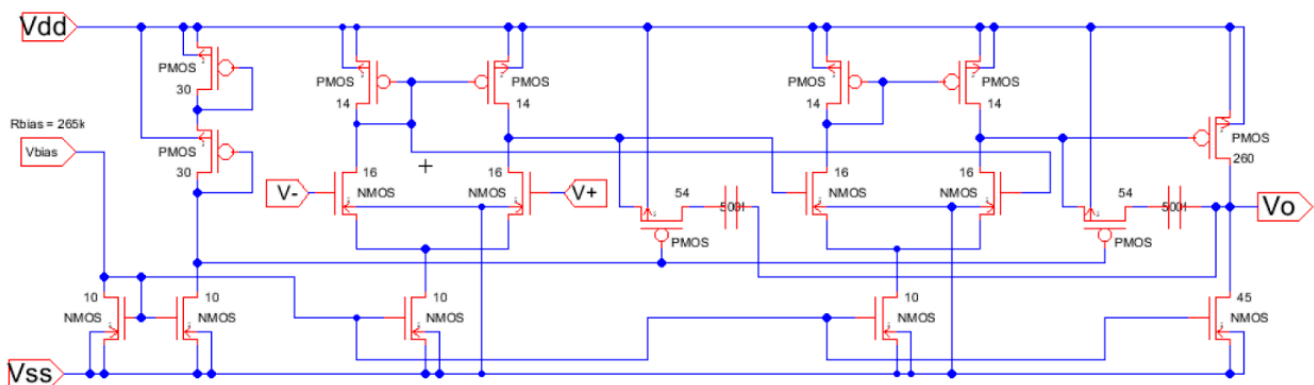 Vdd
PMOS
30
PMOS
14
PMOS
14
PMOS
14
PMOS
14
Rbias = 265k
Vbias
PMOS
30
PMOS
260
16
NMOS
16
NMOS
16
NMOS
16
NMOS
V-
V+
54
500f
PMOS
54
500f
PMOS
Vo
10
NMOS
10
NMOS
10
NMOS
10
NMOS
45
NMOS
Vss